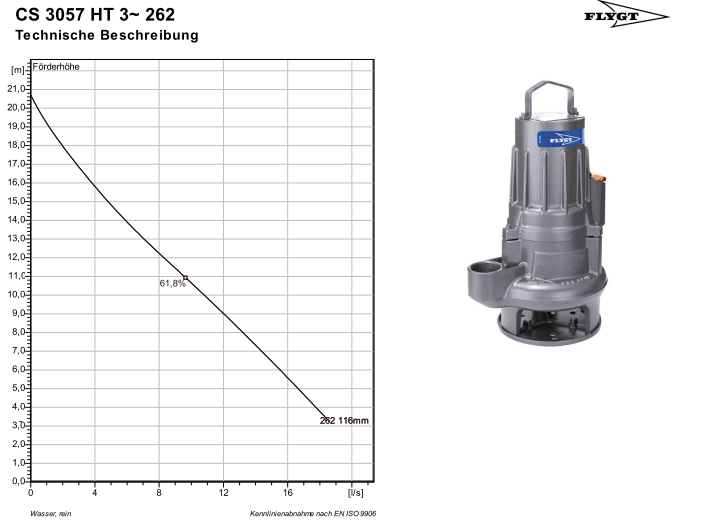 CS 3057 HT 3~ 262
Technische Beschreibung
FLYGT
[m]
Förderhöhe
21,0
20,0
19,0
18,0
17,0
16,0
15,0
14,0
13,0
12,0
11,0
10,0
9,0
8,0
7,0
6,0
5,0
4,0
3,0
2,0
1,0
0,0
61,8%
262 116mm
0 4 8 12 16 [l/s]
Wasser, rein
Kennlinienabnahme nach EN ISO 9906
FLYGT